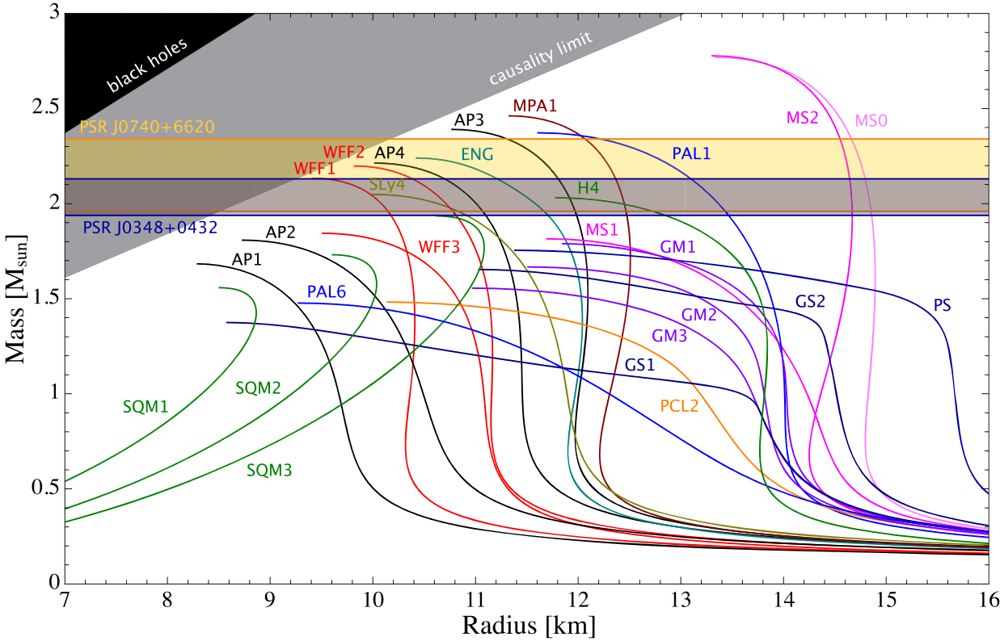 3
black holes
causality limit
2.5
MPA1
AP3
MS2
MS0
PSR J0740+6620
WFF2
AP4
ENG
PAL1
WFF1
SLy4
H4
2
PSR J0348+0432
MS1
AP2
WFF3
GM1
AP1
PAL6
GS2
PS
1.5
GM2
GM3
GS1
SQM2
SQM1
PCL2
1
SQM3
0.5
0
Mass [Msun]
7 8 9 10 11 12 13 14 15 16
Radius [km]